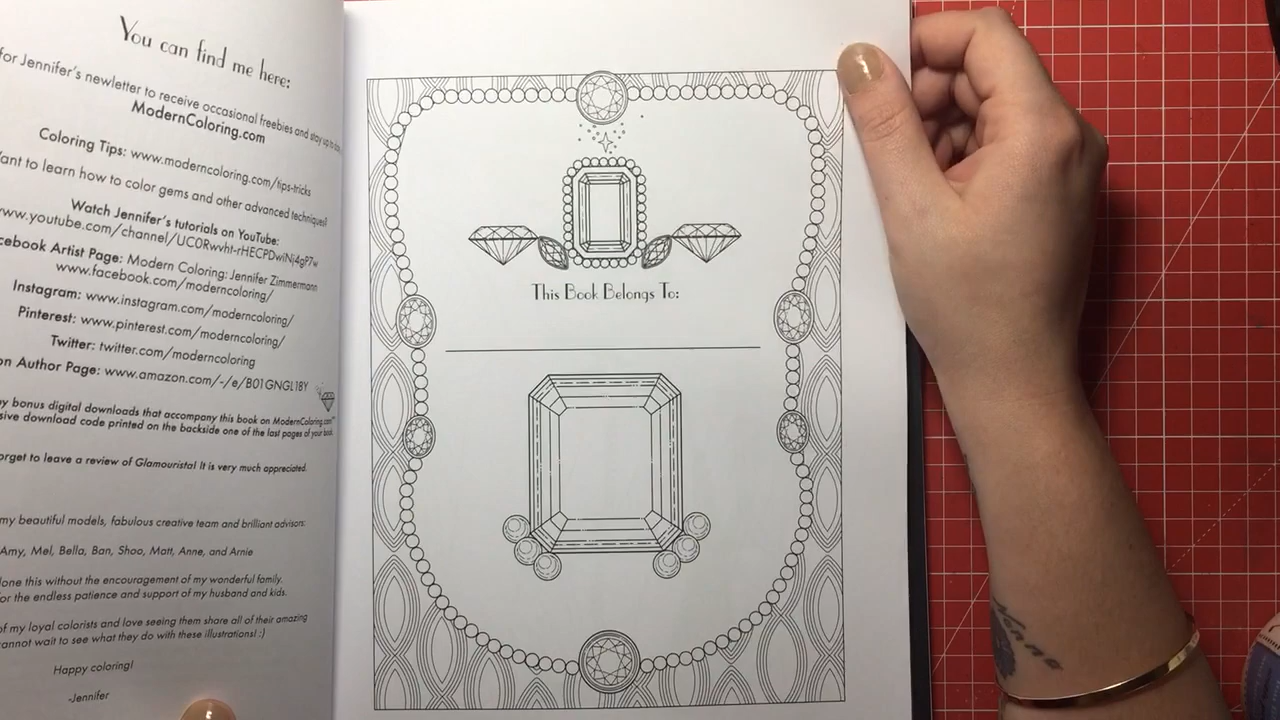 You can find me here:
for Jennifer's newletter to receive occasional freebies and stay up to
ModernColoring.com
Coloring Tips: www.moderncoloring.com/tips-tricks
Want to learn how to color gems and other advanced techniques?
Watch Jennifer's tutorials on YouTube:
www.youtube.com/channel/UC0Rwvht-rHECPDwiNj4gP7w
cebook Artist Page: Modern Coloring: Jennifer Zimmermann
www.facebook.com/moderncoloring/
Instagram: www.instagram.com/moderncoloring/
Pinterest: www.pinterest.com/moderncoloring/
Twitter: twitter.com/moderncoloring
on Author Page: www.amazon.com/-/e/B01GNGL18Y
y bonus digital downloads that accompany this book on ModernColoring.com
sive download code printed on the backside one of the last pages of your book.
orget to leave a review of Glamourista! It is very much appreciated.
my beautiful models, fabulous creative team and brilliant advisors:
Amy, Mel, Bella, Ban, Shoo, Matt, Anne, and Arnie
done this without the encouragement of my wonderful family.
or the endless patience and support of my husband and kids.
of my loyal colorists and love seeing them share all of their amazing
cannot wait to see what they do with these illustrations! :)
Happy coloring!
-Jennifer
This Book Belongs To: